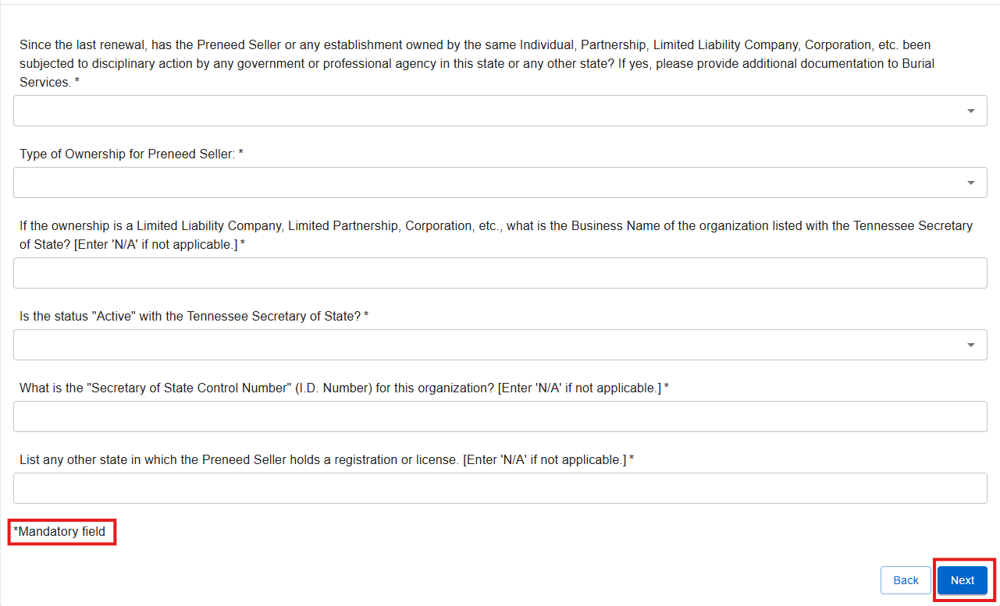 Since the last renewal, has the Preneed Seller or any establishment owned by the same Individual, Partnership, Limited Liability Company, Corporation, etc. been
subjected to disciplinary action by any government or professional agency in this state or any other state? If yes, please provide additional documentation to Burial
Services. *
Type of Ownership for Preneed Seller: *
If the ownership is a Limited Liability Company, Limited Partnership, Corporation, etc., what is the Business Name of the organization listed with the Tennessee Secretary
of State? [Enter 'N/A' if not applicable.] *
Is the status "Active" with the Tennessee Secretary of State? *
What is the "Secretary of State Control Number" (I.D. Number) for this organization? [Enter 'N/A' if not applicable.] *
List any other state in which the Preneed Seller holds a registration or license. [Enter 'N/A' if not applicable.] *
*Mandatory field
Back Next